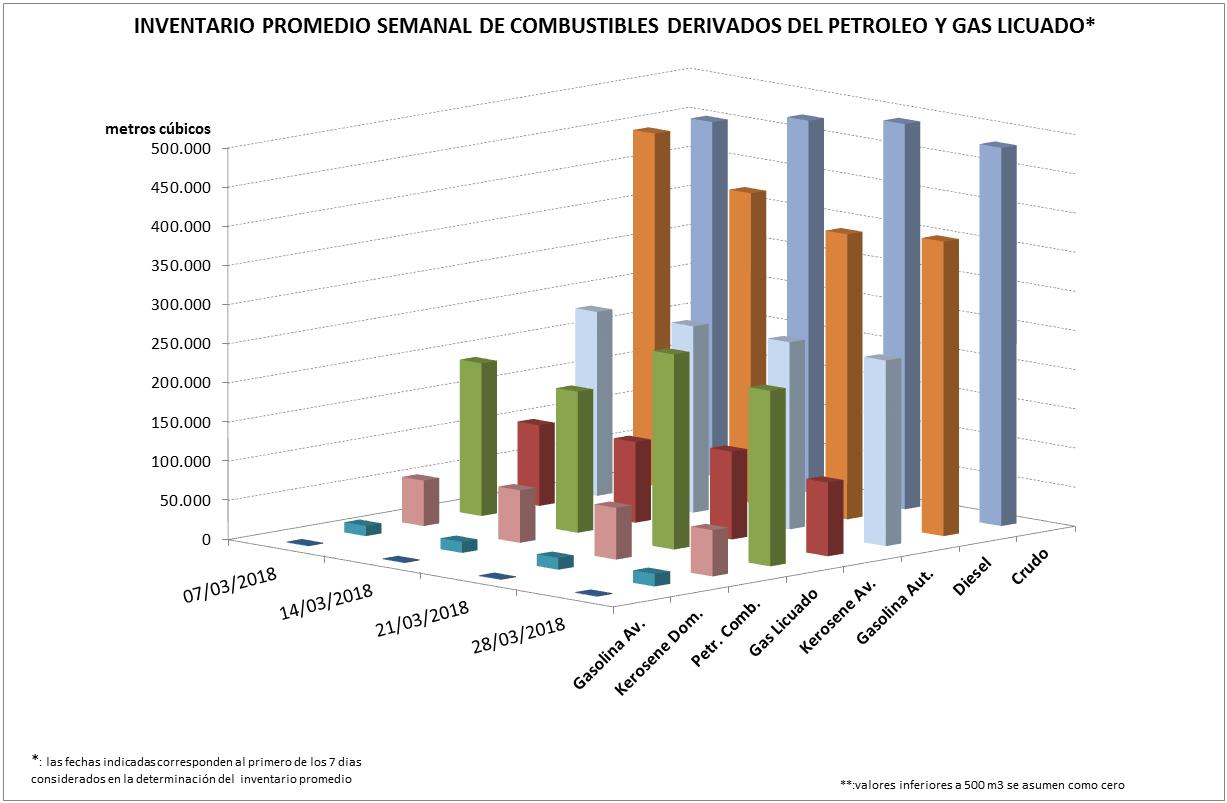 INVENTARIO PROMEDIO SEMANAL DE COMBUSTIBLES DERIVADOS DEL PETROLEO Y GAS LICUADO*
metros cúbicos
500.000
450.000
400.000
350.000
300.000
250.000
200.000
150.000
100.000
50.000
0
07/03/2018
14/03/2018
21/03/2018
28/03/2018
Gasolina Av.
Kerosene Dom.
Petr. Comb.
Gas Licuado
Kerosene Av.
Gasolina Aut.
Diesel
Crudo
*: las fechas indicadas corresponden al primero de los 7 dias
considerados en la determinación del inventario promedio
**:valores inferiores a 500 m3 se asumen como cero